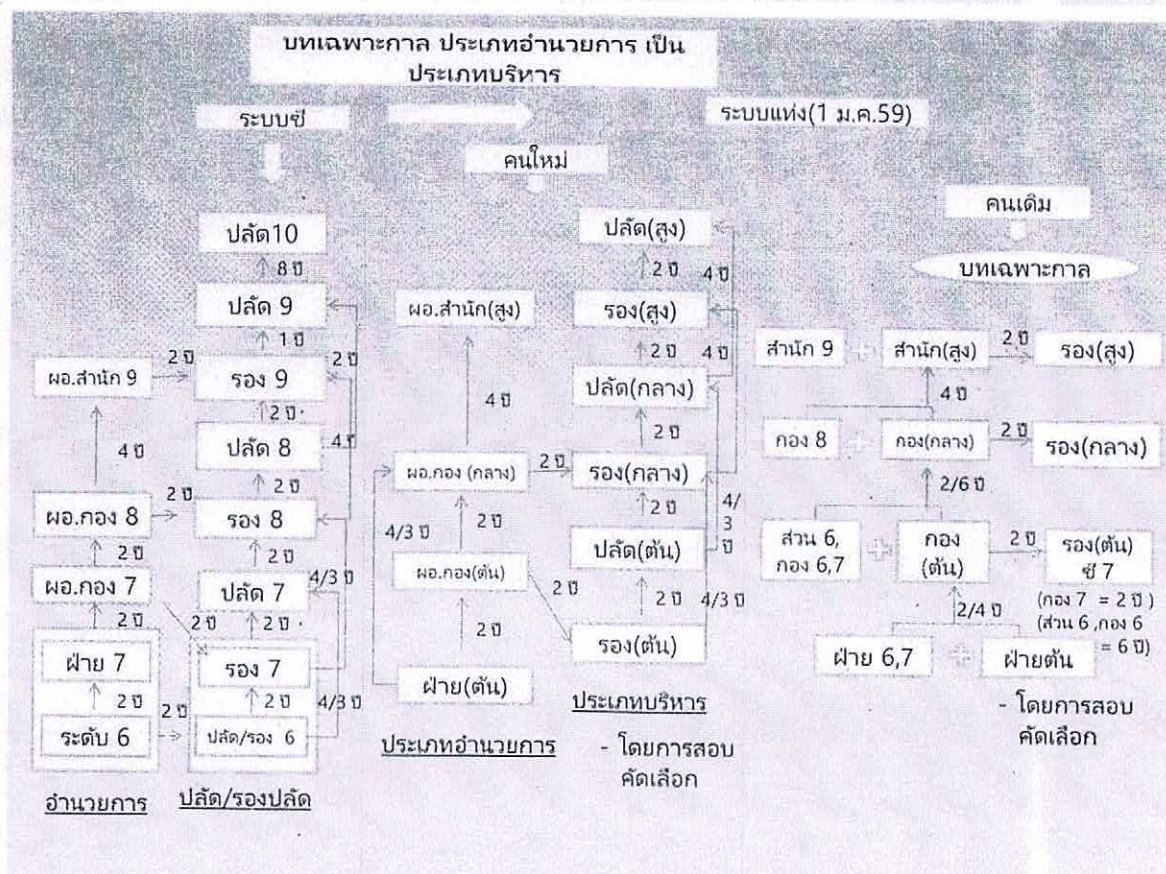 บทเฉพาะกาล ประเภทอำนวยการ เป็น
ประเภทบริหาร
ระบบซี
ระบบแท่ง(1 ม.ค.59)
คนใหม่
คนเดิม
บทเฉพาะกาล
ปลัด10
8 ปี
ปลัด 9
1 ปี
2 ปี
2 ปี
ผอ.สำนัก 9
รอง 9
2 ปี
4 ปี
ปลัด 8
4 ปี
2 ปี
2 ปี
ผอ.กอง 8
รอง 8
2 ปี
2 ปี
4/3 ปี
ผอ.กอง 7
ปลัด 7
2 ปี
2 ปี
2 ปี
ฝ่าย 7
รอง 7
2 ปี
2 ปี
2 ปี
4/3 ปี
ระดับ 6
ปลัด/รอง 6
อำนวยการ
ปลัด/รองปลัด
ปลัด(สูง)
2 ปี
4 ปี
ผอ.สำนัก(สูง)
รอง(สูง)
2 ปี
4 ปี
ปลัด(กลาง)
4 ปี
2 ปี
ผอ.กอง (กลาง)
2 ปี
รอง(กลาง)
4/3 ปี
2 ปี
2 ปี
4/
3
ปี
ผอ.กอง(ต้น)
ปลัด(ต้น)
2 ปี
2 ปี
2 ปี
4/3 ปี
รอง(ต้น)
ฝ่าย(ต้น)
ประเภทอำนวยการ
ประเภทบริหาร
- โดยการสอบ
คัดเลือก
สำนัก 9
สำนัก(สูง)
2 ปี
รอง(สูง)
4 ปี
กอง 8
กอง(กลาง)
2 ปี
รอง(กลาง)
2/6 ปี
ส่วน 6,
กอง 6,7
กอง
(ต้น)
2 ปี
รอง(ต้น)
ซี 7
(กอง 7 = 2 ปี )
(ส่วน 6 ,กอง 6
= 6 ปี)
2/4 ปี
ฝ่าย 6,7
ฝ่ายต้น
- โดยการสอบ
คัดเลือก